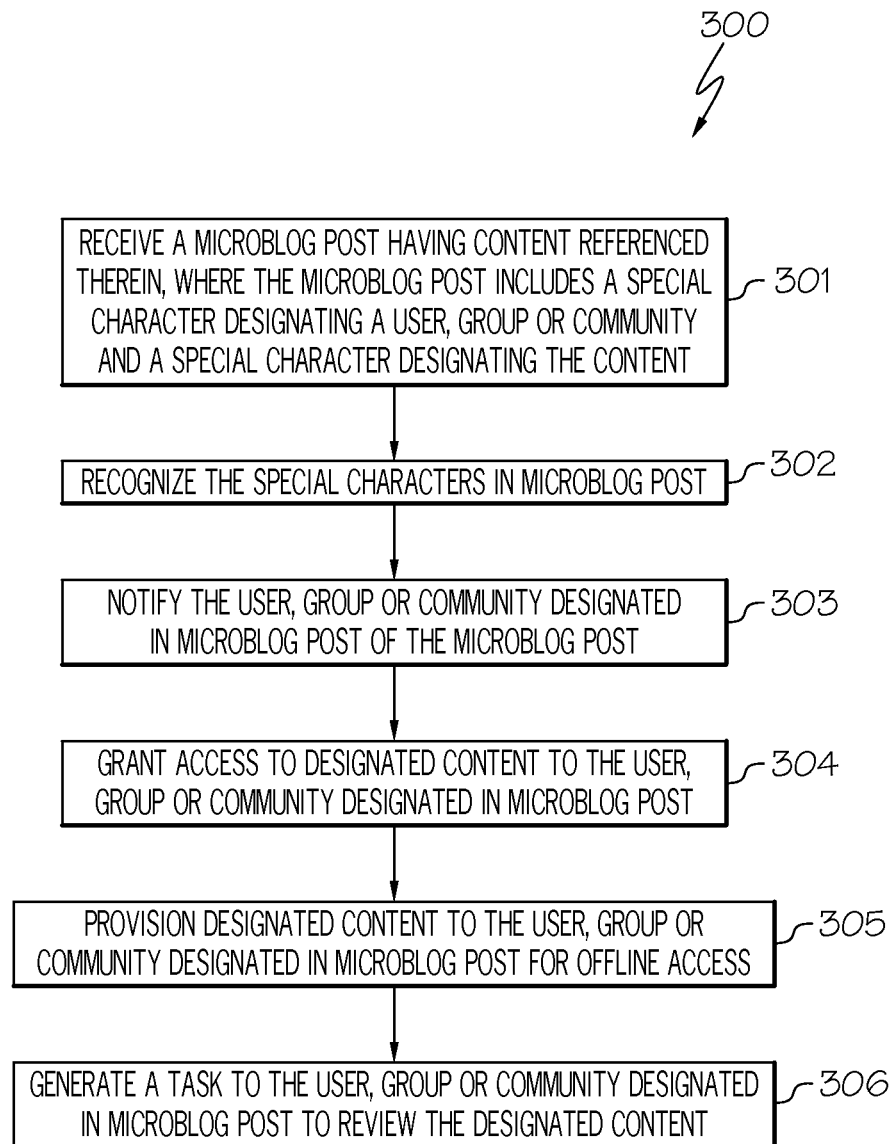 300
RECEIVE A MICROBLOG POST HAVING CONTENT REFERENCED
THEREIN, WHERE THE MICROBLOG POST INCLUDES A SPECIAL
CHARACTER DESIGNATING A USER, GROUP OR COMMUNITY
AND A SPECIAL CHARACTER DESIGNATING THE CONTENT
301
RECOGNIZE THE SPECIAL CHARACTERS IN MICROBLOG POST
302
NOTIFY THE USER, GROUP OR COMMUNITY DESIGNATED
IN MICROBLOG POST OF THE MICROBLOG POST
303
GRANT ACCESS TO DESIGNATED CONTENT TO THE USER,
GROUP OR COMMUNITY DESIGNATED IN MICROBLOG POST
304
PROVISION DESIGNATED CONTENT TO THE USER, GROUP OR
COMMUNITY DESIGNATED IN MICROBLOG POST FOR OFFLINE ACCESS
305
GENERATE A TASK TO THE USER, GROUP OR COMMUNITY DESIGNATED
IN MICROBLOG POST TO REVIEW THE DESIGNATED CONTENT
306